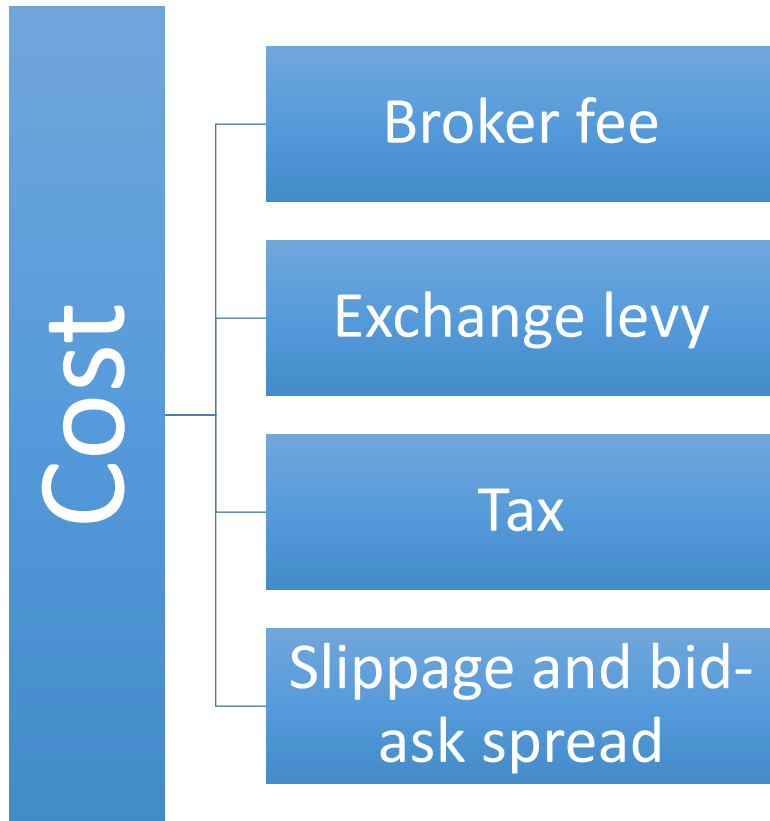 Cost
Broker fee
Exchange levy
Tax
Slippage and bid-
ask spread